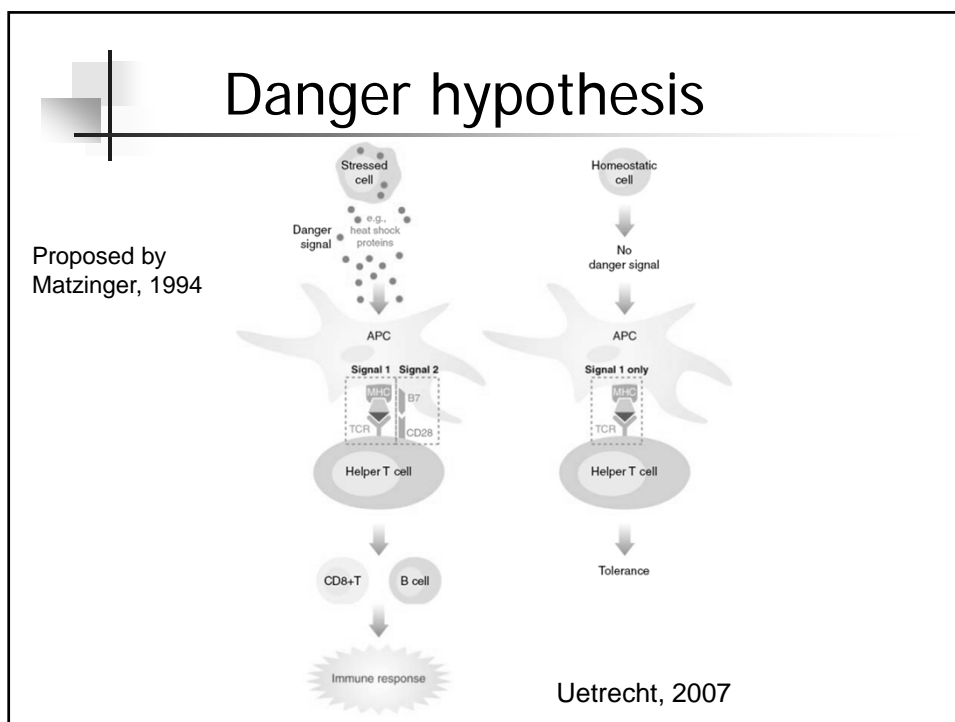 Danger hypothesis
Proposed by
Matzinger, 1994
Stressed
cell
Danger
signal
e.g.,
heat shock
proteins
APC
Signal 1 Signal 2
MHC
B7
TCR
CD28
Helper T cell
CD8+T
B cell
Immune response
Homeostatic
cell
No
danger signal
APC
Signal 1 only
MHC
TCR
Helper T cell
Tolerance
Uetrecht, 2007